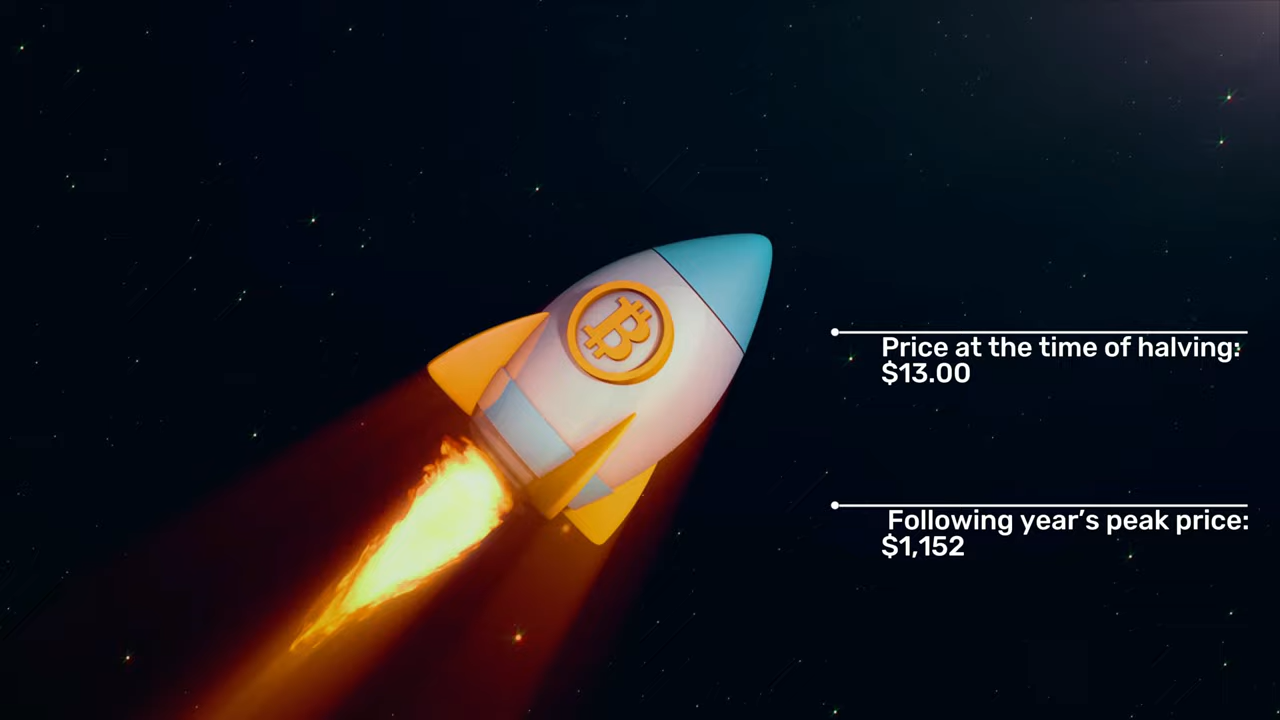 Price at the time of halving:
$13.00
Following year’s peak price:
$1,152